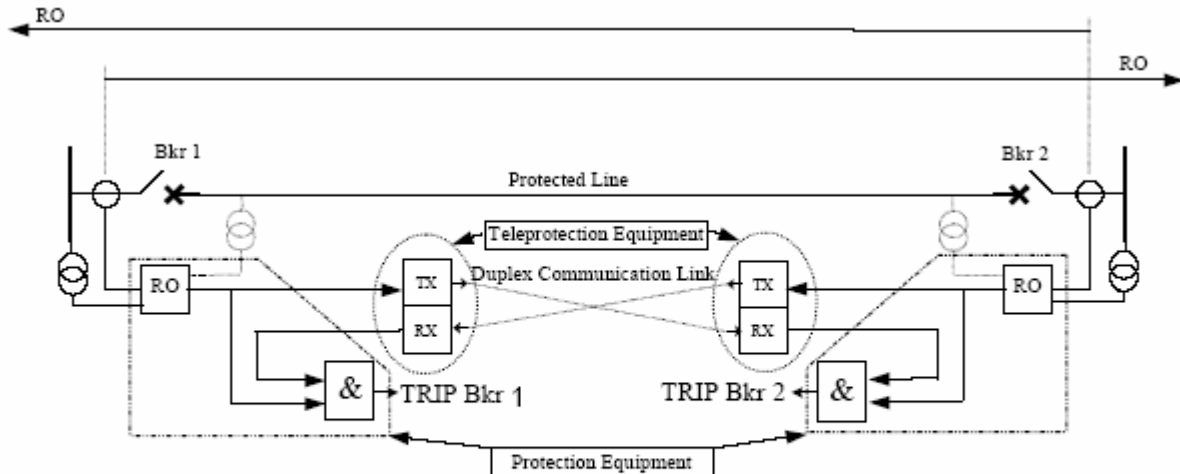 RO
RO
Bkr 1
Bkr 2
Protected Line
Teleprotection Equipment
RO
TX
Duplex Communication Link
TX
RO
RX
RX
&
TRIP Bkr 1
TRIP Bkr 2
&
Protection Equipment